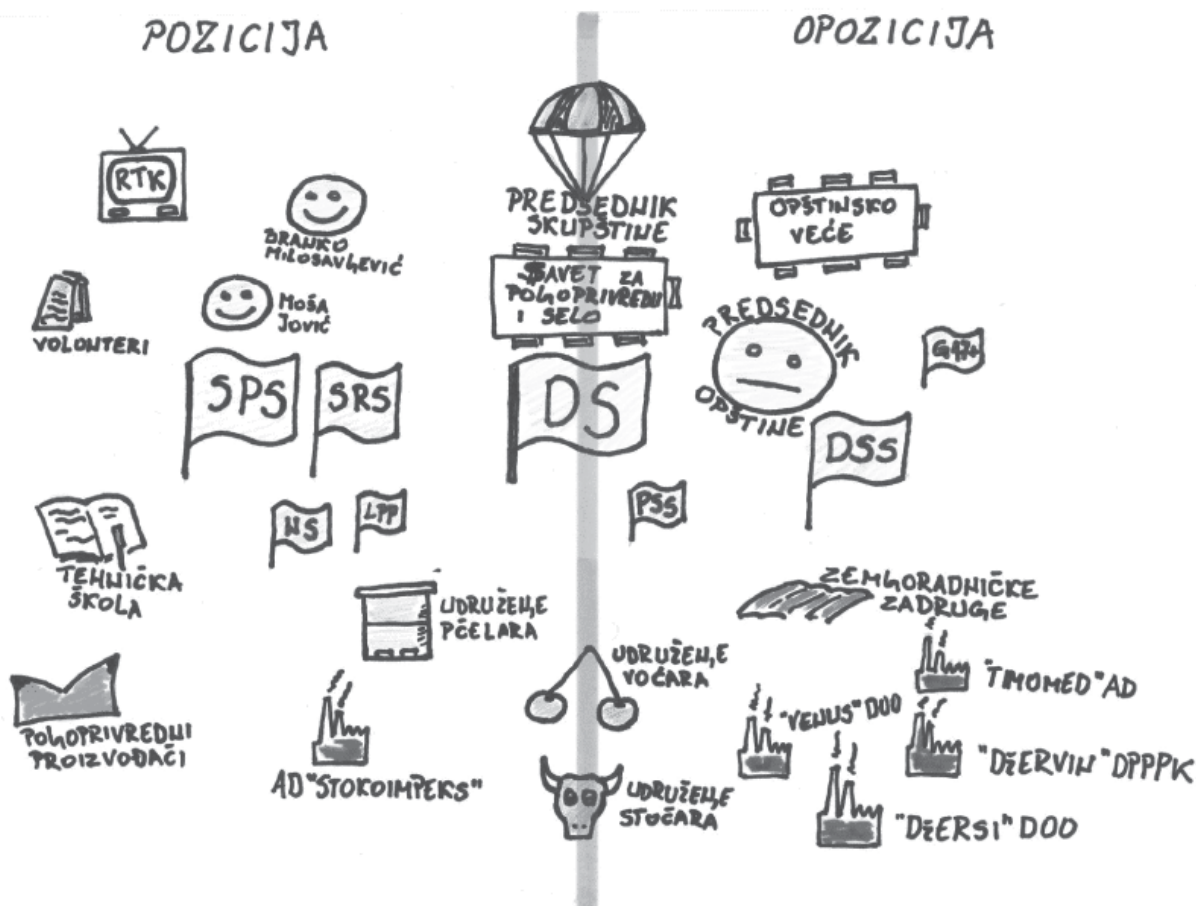 POZICIJA
OPOZICIJA
RTK
BRANKO
MILOSAVLJEVIĆ
MOŠA
JOVIĆ
VOLONTERI
PREDSEDNIK
SKUPŠTINE
SAVET ZA
POLJOPRIVREDU
I SELO
OPŠTINSKO
VEĆE
PREDSEDNIK
OPŠTINE
G17+
SPS
SRS
DS
DSS
NS
LPP
PSS
TEHNIČKA
ŠKOLA
UDRUŽENJE
PČELARA
ZEMLJORADNIČKE
ZADRUGE
POLJOPRIVREDNI
PROIZVOĐAČI
AD "STOKOIMPEKS"
UDRUŽENJE
VOĆARA
UDRUŽENJE
STOČARA
"TIMOMED" AD
"VENUS" DOO
"DŽERVIN" DPPPK
"DŽERSI" DOO